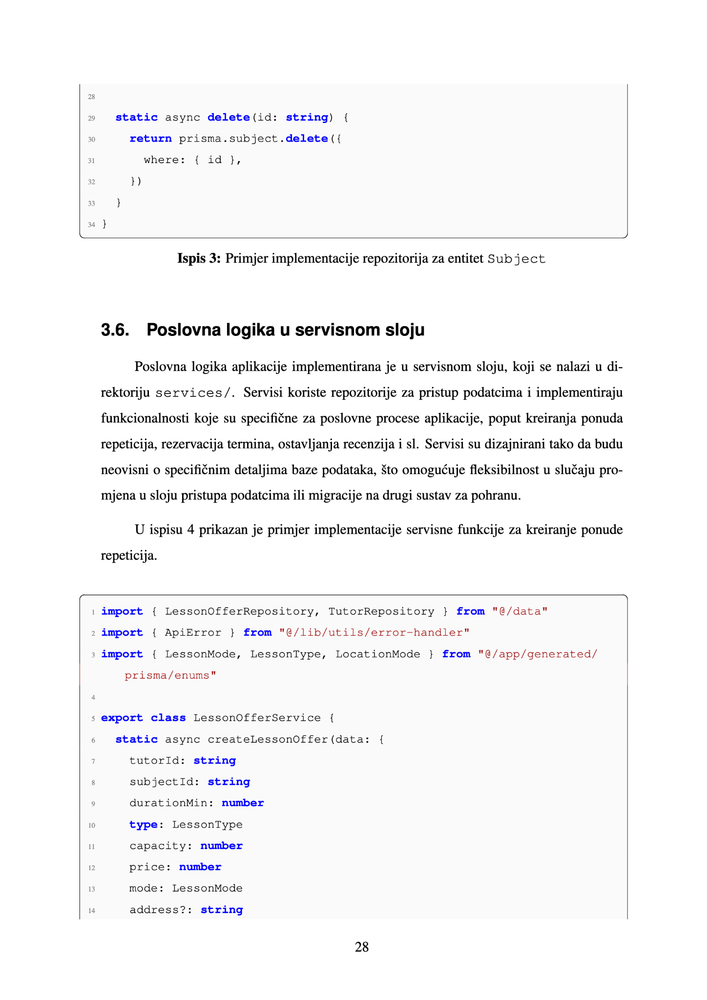 28
29   static async delete(id: string) {
30     return prisma.subject.delete({
31       where: { id },
32     })
33   }
34 }
Ispis 3: Primjer implementacije repozitorija za entitet Subject
3.6. Poslovna logika u servisnom sloju
Poslovna logika aplikacije implementirana je u servisnom sloju, koji se nalazi u di-
rektoriju services/. Servisi koriste repozitorije za pristup podatcima i implementiraju
funkcionalnosti koje su specifične za poslovne procese aplikacije, poput kreiranja ponuda
repeticija, rezervacija termina, ostavljanja recenzija i sl. Servisi su dizajnirani tako da budu
neovisni o specifičnim detaljima baze podataka, što omogućuje fleksibilnost u slučaju pro-
mjena u sloju pristupa podatcima ili migracije na drugi sustav za pohranu.
U ispisu 4 prikazan je primjer implementacije servisne funkcije za kreiranje ponude
repeticija.
1 import { LessonOfferRepository, TutorRepository } from "@/data"
2 import { ApiError } from "@/lib/utils/error-handler"
3 import { LessonMode, LessonType, LocationMode } from "@/app/generated/
prisma/enums"
4
5 export class LessonOfferService {
6   static async createLessonOffer(data: {
7     tutorId: string
8     subjectId: string
9     durationMin: number
10     type: LessonType
11     capacity: number
12     price: number
13     mode: LessonMode
14     address?: string
28